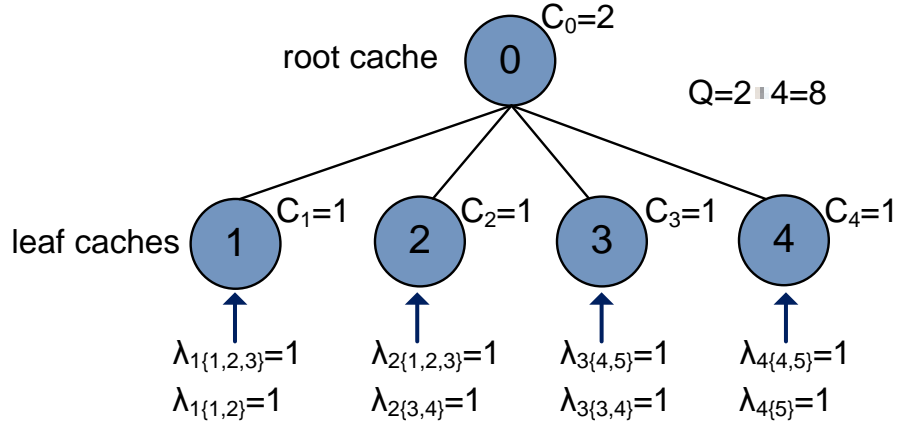 C₀=2
root cache
0
Q=2 · 4=8
C₁=1
C₂=1
C₃=1
C₄=1
leaf caches
1
2
3
4
λ₁{1,2,3}=1
λ₂{1,2,3}=1
λ₃{4,5}=1
λ₄{4,5}=1
λ₁{1,2}=1
λ₂{3,4}=1
λ₃{3,4}=1
λ₄{5}=1